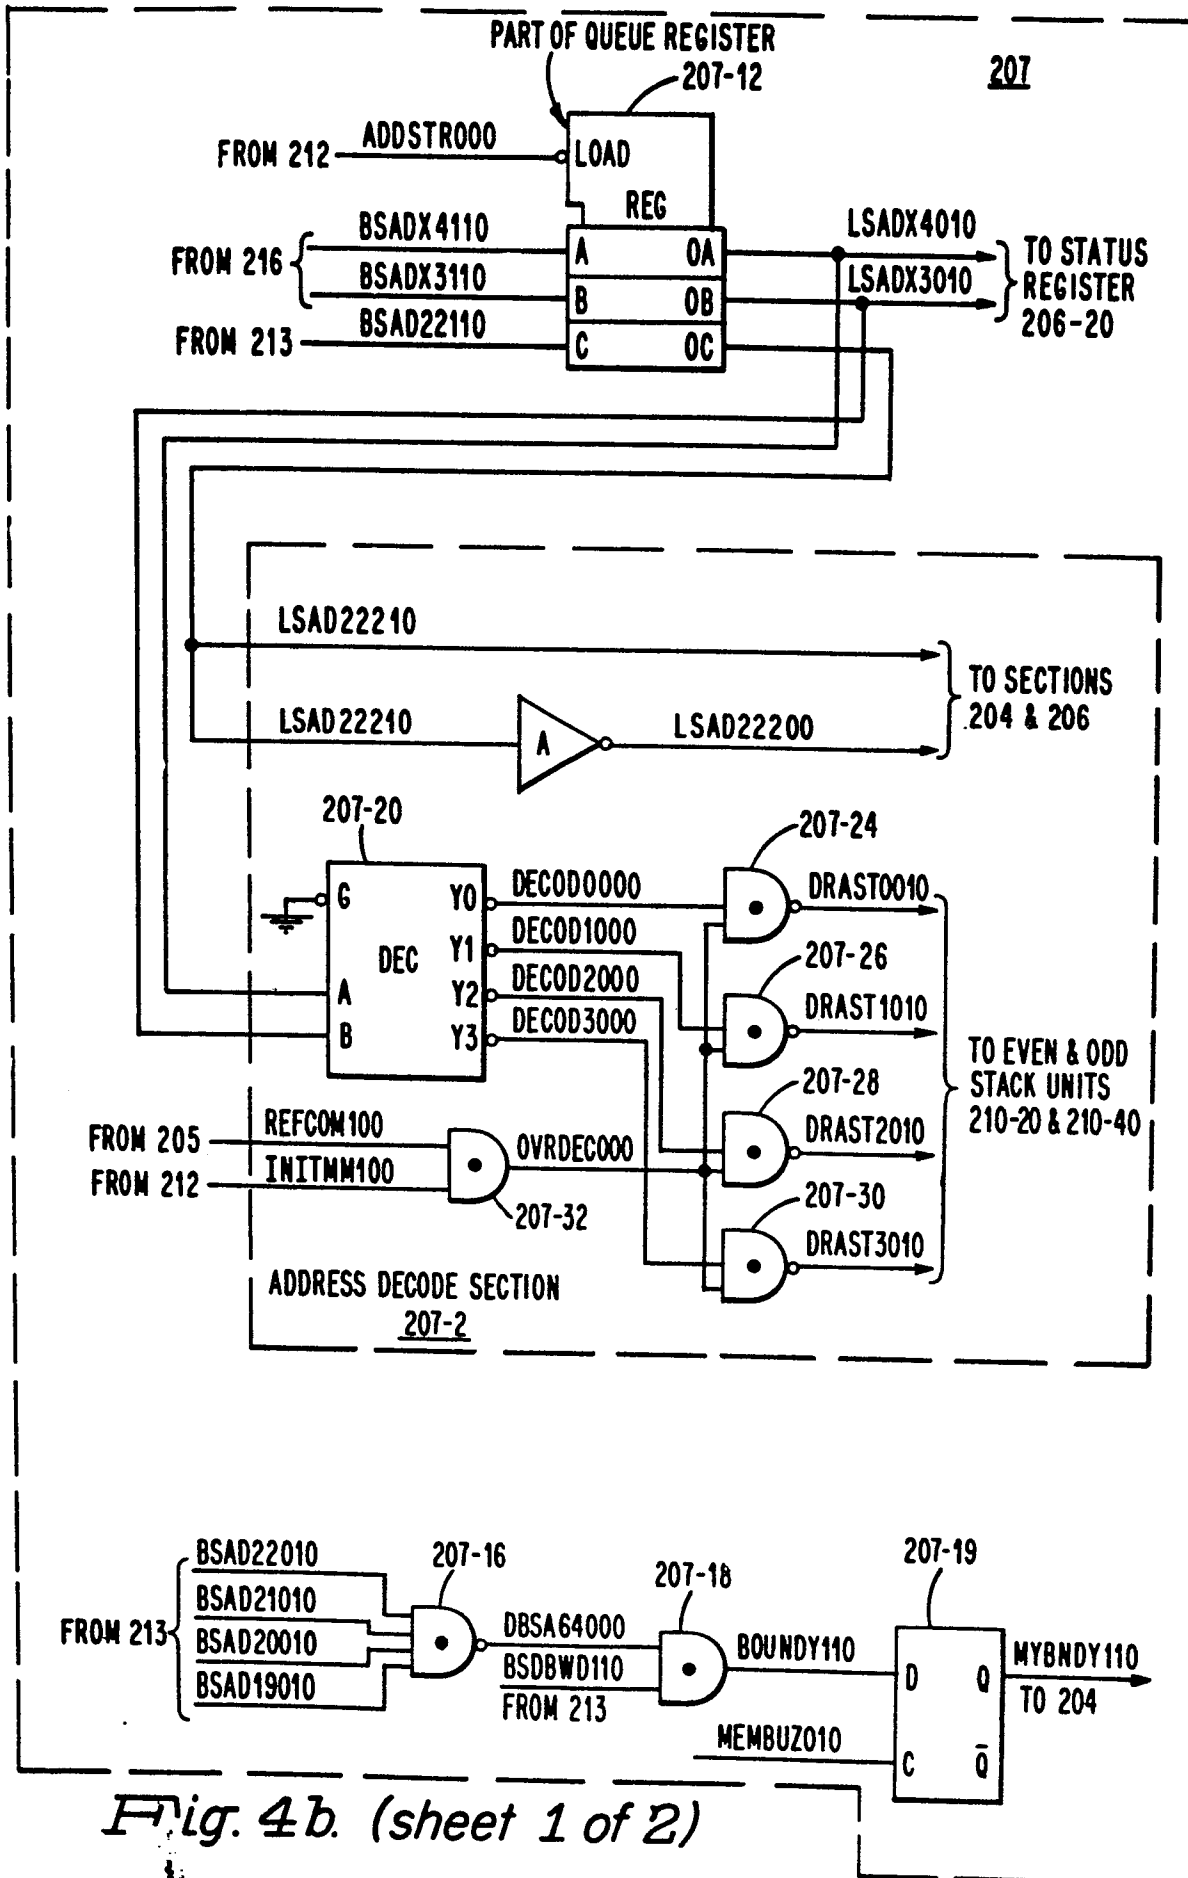 PART OF QUEUE REGISTER
207-12
207
FROM 212
ADDSTR000
LOAD
REG
FROM 216
BSADX4110
A
OA
LSADX4010
BSADX3110
B
OB
LSADX3010
TO STATUS
REGISTER
206-20
FROM 213
BSAD22110
C
OC
LSAD22210
LSAD22210
A
LSAD22200
TO SECTIONS
204 & 206
207-20
G
DEC
A
B
Y0
Y1
Y2
Y3
DECOD0000
DECOD1000
DECOD2000
DECOD3000
207-24
DRAST0010
207-26
DRAST1010
207-28
DRAST2010
207-30
DRAST3010
TO EVEN & ODD
STACK UNITS
210-20 & 210-40
FROM 205
REFCOM100
FROM 212
INITMM100
OVRDEC000
207-32
ADDRESS DECODE SECTION
207-2
FROM 213
BSAD22010
BSAD21010
BSAD20010
BSAD19010
207-16
DBSA64000
BSDBWD110
FROM 213
207-18
BOUNDY110
MEMBUZ010
207-19
D
Q
C
Q̅
MYBNDY110
TO 204
Fig. 4b. (sheet 1 of 2)